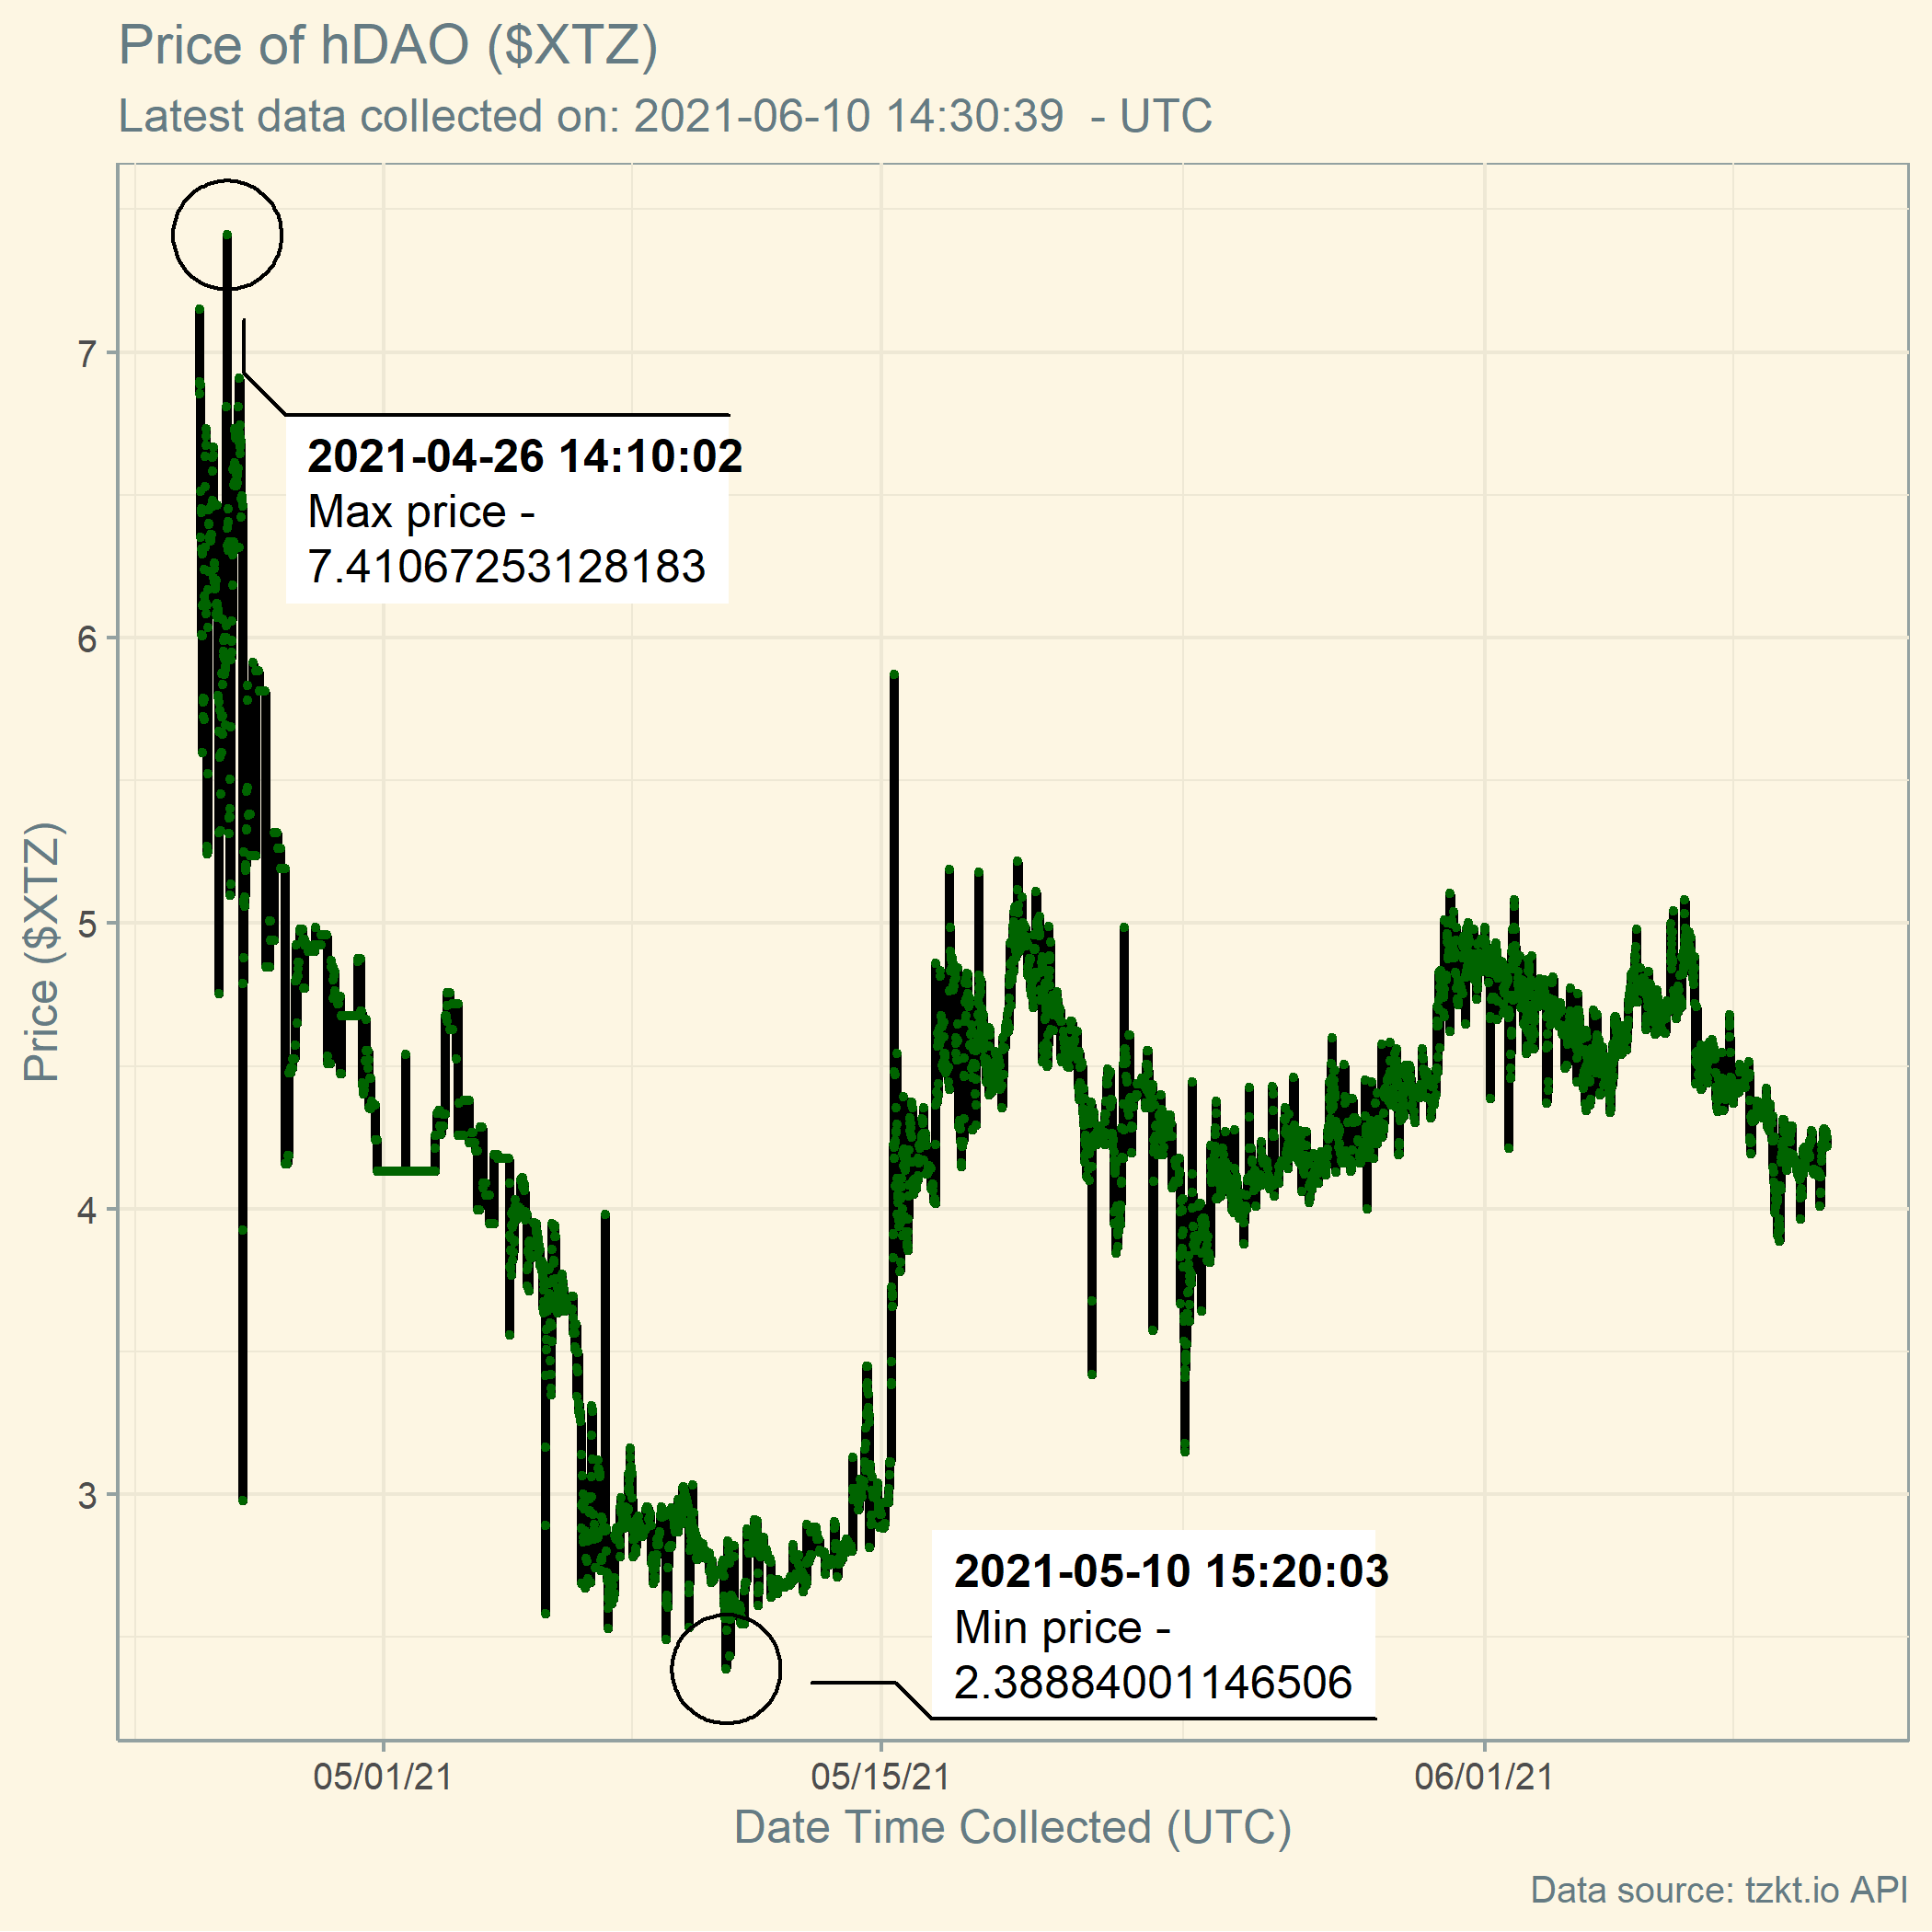 Price of hDAO ($XTZ)
Latest data collected on: 2021-06-10 14:30:39  - UTC
2021-04-26 14:10:02
Max price -
7.41067253128183
7
6
5
4
3
Price ($XTZ)
2021-05-10 15:20:03
Min price -
2.38884001146506
05/01/21
05/15/21
06/01/21
Date Time Collected (UTC)
Data source: tzkt.io API